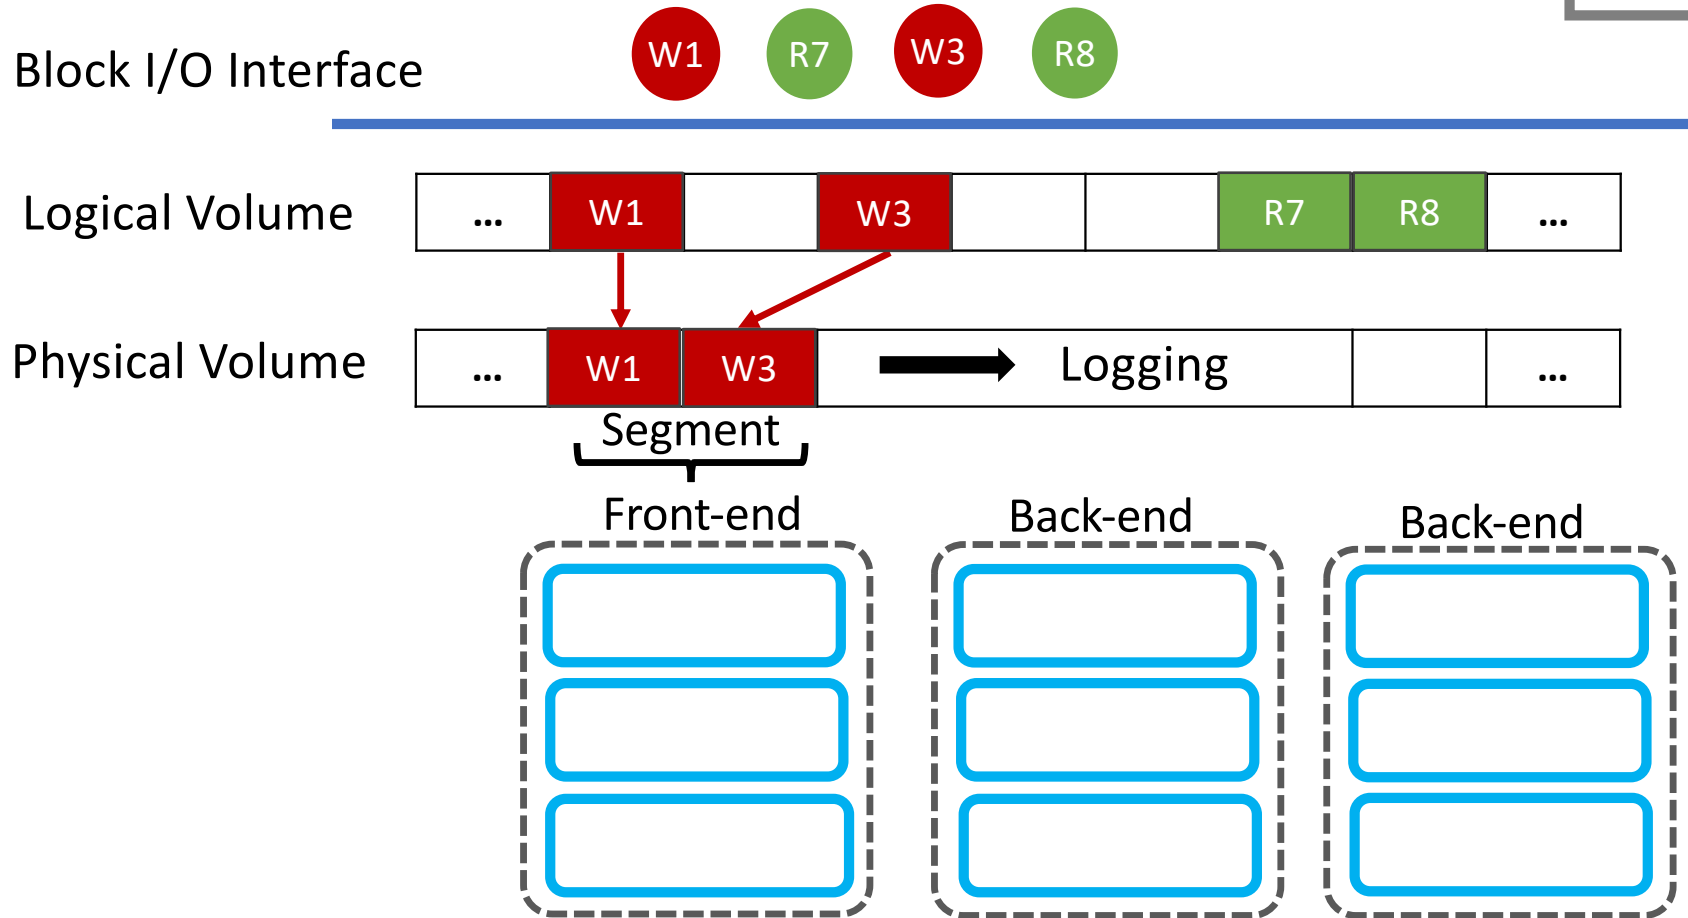 W1 R7 W3 R8
Block I/O Interface
Logical Volume ... W1 W3 R7 R8 ...
Physical Volume ... W1 W3 Logging ...
Segment
Front-end Back-end Back-end